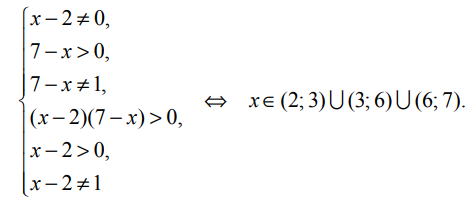 x − 2 ≠ 0,
7 − x > 0,
7 − x ≠ 1,
(x − 2)(7 − x) > 0, ⇔ x ∈ (2; 3) ⋃ (3; 6) ⋃ (6; 7).
x − 2 > 0,
x − 2 ≠ 1